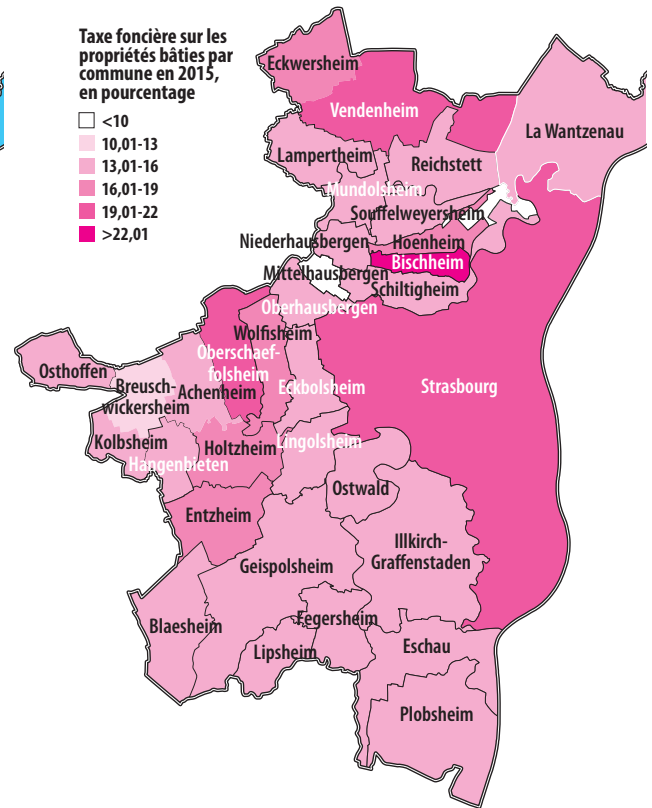 Taxe foncière sur les
propriétés bâties par
commune en 2015,
en pourcentage
<10
10,01-13
13,01-16
16,01-19
19,01-22
>22,01
Eckwersheim
Vendenheim
La Wantzenau
Lampertheim
Reichstett
Mundolsheim
Souffelweyersheim
Niederhausbergen
Hoenheim
Bischheim
Mittelhausbergen
Schiltigheim
Oberhausbergen
Wolfisheim
Oberschaef-
folsheim
Osthoffen
Breusch-
wickersheim
Achenheim
Eckbolsheim
Strasbourg
Kolbsheim
Hangenbieten
Holtzheim
Lingolsheim
Ostwald
Entzheim
Illkirch-
Graffenstaden
Geispolsheim
Blaesheim
Fegersheim
Lipsheim
Eschau
Plobsheim